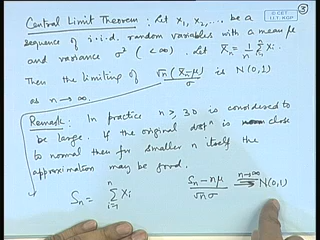 © CET
I.I.T. KGP
3
Central Limit Theorem : Let X₁, X₂, ... be a
sequence of i.i.d. random variables with a mean μ
and variance σ² (<∞). Let X̄ₙ = 1/n Σᵢ₌₁ⁿ Xᵢ.
Then the limiting of √n (X̄ₙ-μ)/σ is N(0,1)
as n→∞.
Remark : In practice n ≥ 30 is considered to
be large. If the original distⁿ is close
to normal then for smaller n itself the
approximation may be good.
Sₙ = Σᵢ₌₁ⁿ Xᵢ (Sₙ - nμ)/(√n σ) n→∞ → N(0,1)